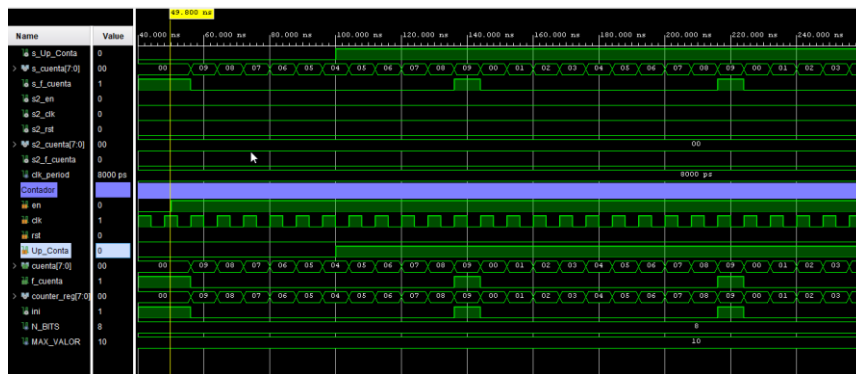 49.800 ns
Name Value 40.000 ns 60.000 ns 80.000 ns 100.000 ns 120.000 ns 140.000 ns 160.000 ns 180.000 ns 200.000 ns 220.000 ns 240.000 ns
s_Up_Conta 0
s_cuenta[7:0] 00 00 09 08 07 06 05 04 05 06 07 08 09 00 01 02 03 04 05 06 07 08 09 00 01 02 03
s_f_cuenta 1
s2_en 0
s2_clk 0
s2_rst 0
s2_cuenta[7:0] 00 00
s2_f_cuenta 0
clk_period 8000 ps 8000 ps
Contador
en 0
clk 1
rst 0
Up_Conta 0
cuenta[7:0] 00 00 09 08 07 06 05 04 05 06 07 08 09 00 01 02 03 04 05 06 07 08 09 00 01 02 03
f_cuenta 1
counter_reg[7:0] 00 00 09 08 07 06 05 04 05 06 07 08 09 00 01 02 03 04 05 06 07 08 09 00 01 02 03
ini 1
N_BITS 8 8
MAX_VALOR 10 10